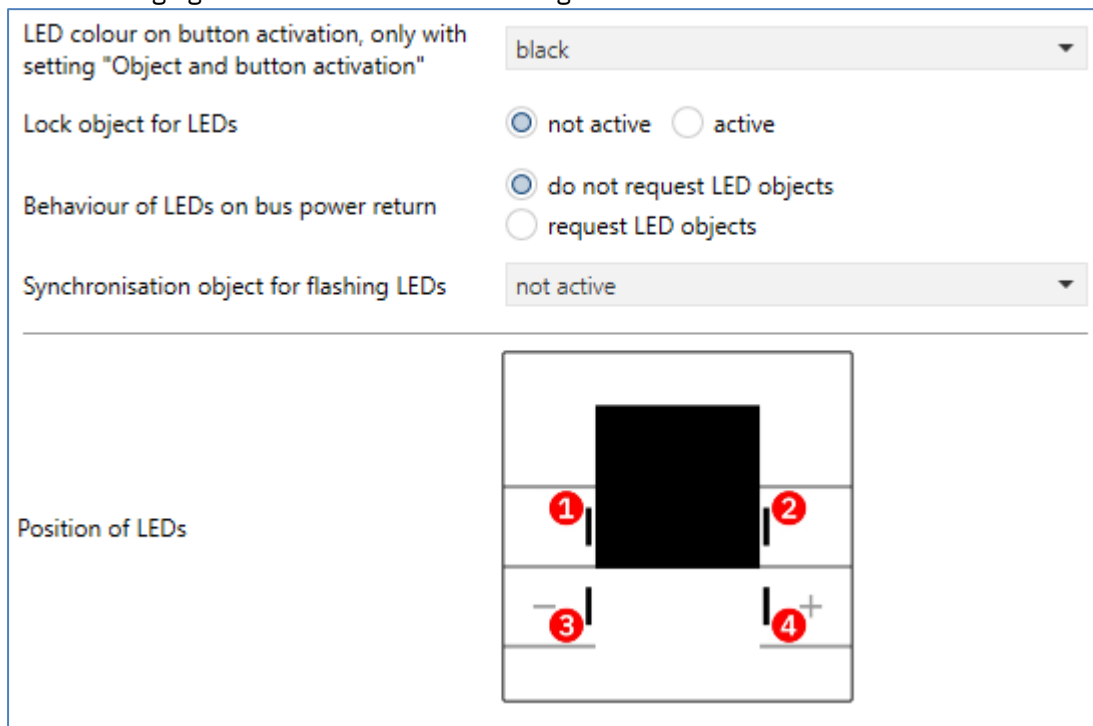 LED colour on button activation, only with
setting "Object and button activation"
black
Lock object for LEDs
not active
active
Behaviour of LEDs on bus power return
do not request LED objects
request LED objects
Synchronisation object for flashing LEDs
not active
Position of LEDs
1
2
−
3
4
+